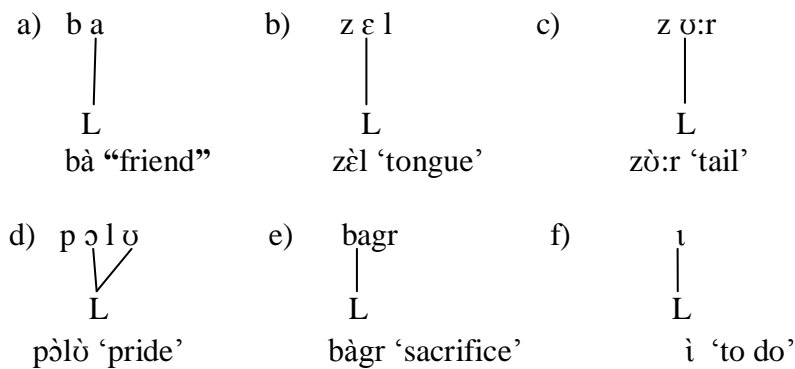 a) b a b) z ɛ l c) z ʊ:r
L L L
bà “friend” zɛ̀l ‘tongue’ zʊ̀:r ‘tail’
d) p ɔ l ʊ e) bagr f) ɩ
L L L
pɔ̀lʊ̀ ‘pride’ bàgr ‘sacrifice’ ɩ̀ ‘to do’